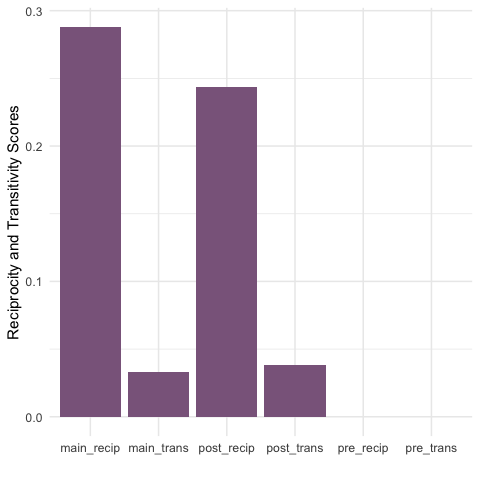 Reciprocity and Transitivity Scores
0.3
0.2
0.1
0.0
main_recip main_trans post_recip post_trans pre_recip pre_trans